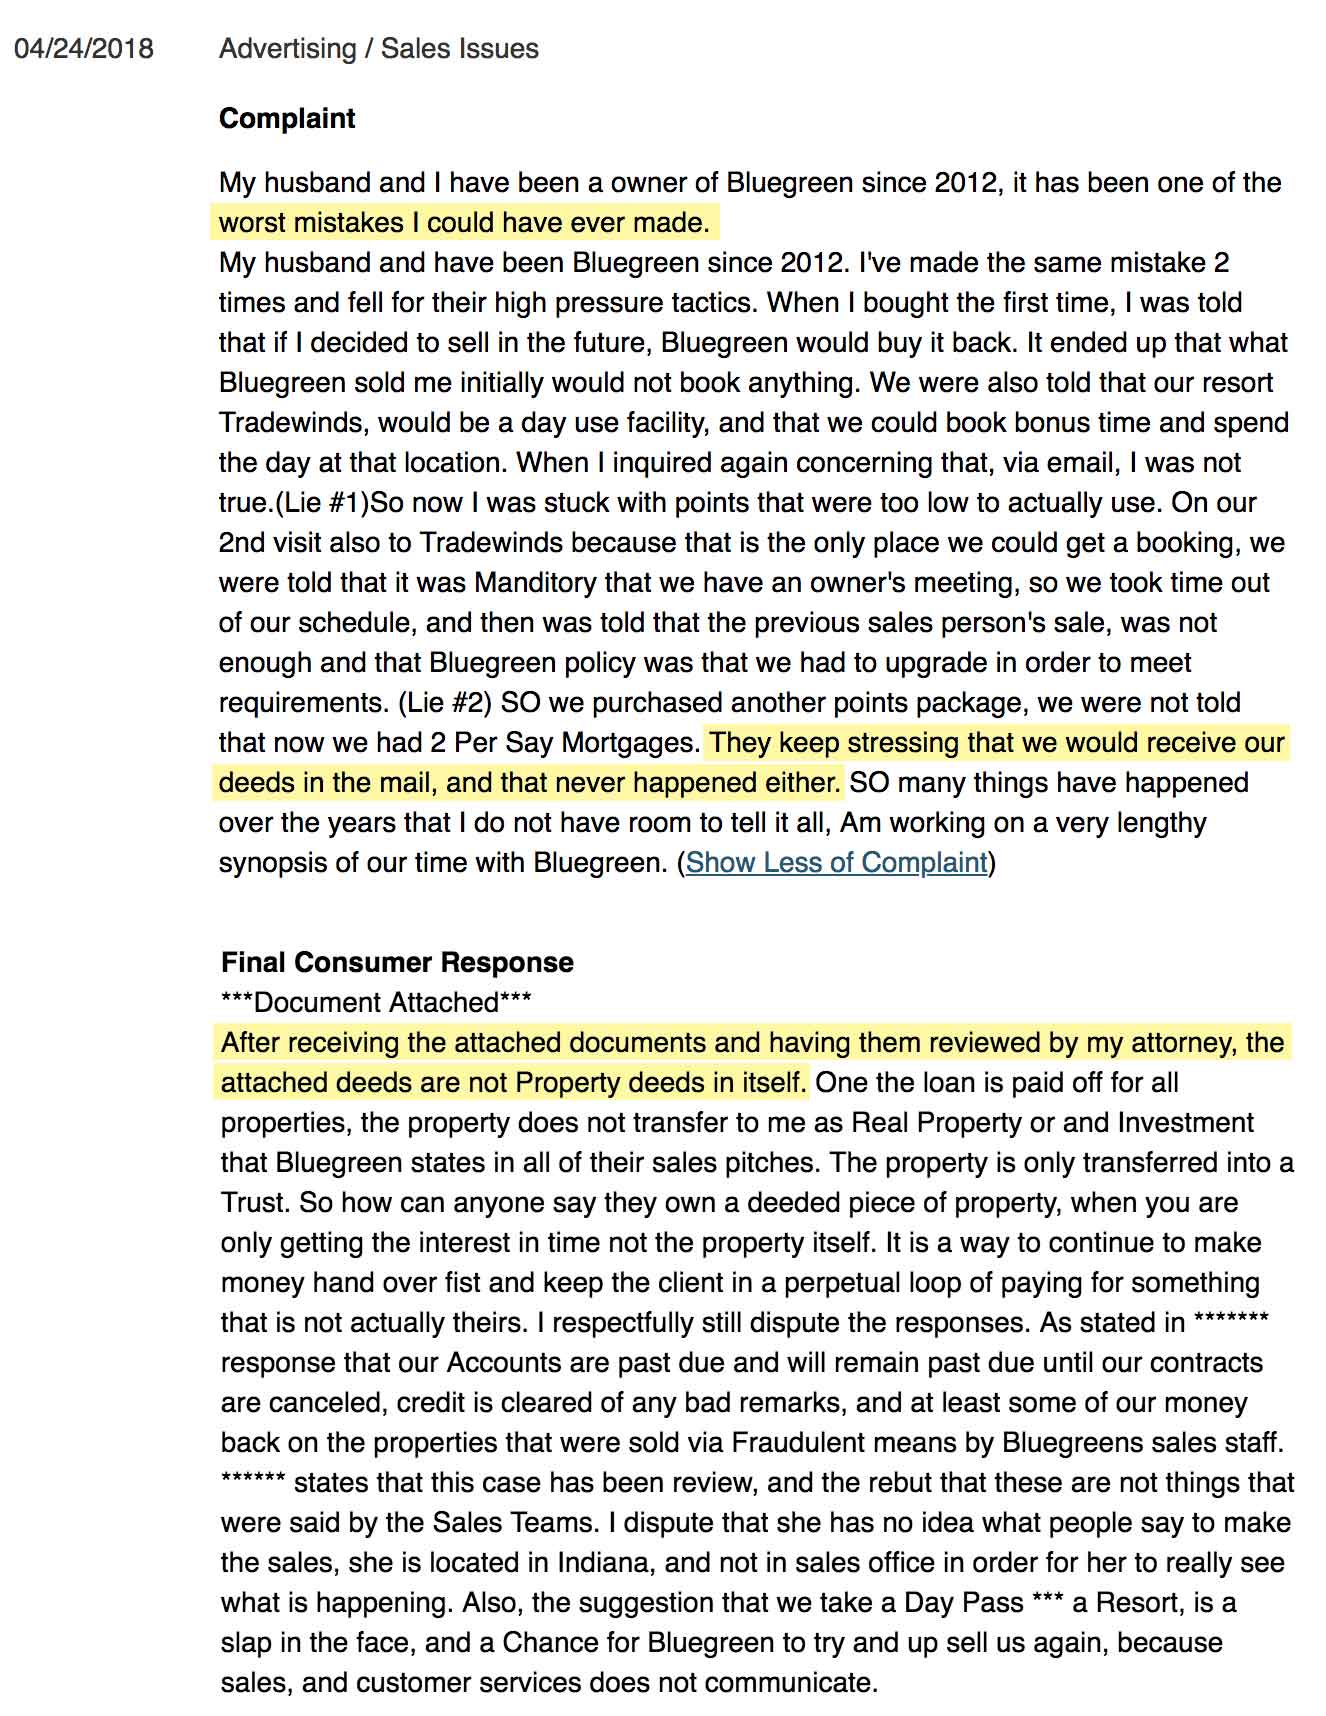 04/24/2018 Advertising / Sales Issues
Complaint
My husband and I have been a owner of Bluegreen since 2012, it has been one of the
worst mistakes I could have ever made.
My husband and have been Bluegreen since 2012. I've made the same mistake 2
times and fell for their high pressure tactics. When I bought the first time, I was told
that if I decided to sell in the future, Bluegreen would buy it back. It ended up that what
Bluegreen sold me initially would not book anything. We were also told that our resort
Tradewinds, would be a day use facility, and that we could book bonus time and spend
the day at that location. When I inquired again concerning that, via email, I was not
true.(Lie #1)So now I was stuck with points that were too low to actually use. On our
2nd visit also to Tradewinds because that is the only place we could get a booking, we
were told that it was Manditory that we have an owner's meeting, so we took time out
of our schedule, and then was told that the previous sales person's sale, was not
enough and that Bluegreen policy was that we had to upgrade in order to meet
requirements. (Lie #2) SO we purchased another points package, we were not told
that now we had 2 Per Say Mortgages. They keep stressing that we would receive our
deeds in the mail, and that never happened either. SO many things have happened
over the years that I do not have room to tell it all, Am working on a very lengthy
synopsis of our time with Bluegreen. (Show Less of Complaint)
Final Consumer Response
***Document Attached***
After receiving the attached documents and having them reviewed by my attorney, the
attached deeds are not Property deeds in itself. One the loan is paid off for all
properties, the property does not transfer to me as Real Property or and Investment
that Bluegreen states in all of their sales pitches. The property is only transferred into a
Trust. So how can anyone say they own a deeded piece of property, when you are
only getting the interest in time not the property itself. It is a way to continue to make
money hand over fist and keep the client in a perpetual loop of paying for something
that is not actually theirs. I respectfully still dispute the responses. As stated in *******
response that our Accounts are past due and will remain past due until our contracts
are canceled, credit is cleared of any bad remarks, and at least some of our money
back on the properties that were sold via Fraudulent means by Bluegreens sales staff.
****** states that this case has been review, and the rebut that these are not things that
were said by the Sales Teams. I dispute that she has no idea what people say to make
the sales, she is located in Indiana, and not in sales office in order for her to really see
what is happening. Also, the suggestion that we take a Day Pass *** a Resort, is a
slap in the face, and a Chance for Bluegreen to try and up sell us again, because
sales, and customer services does not communicate.